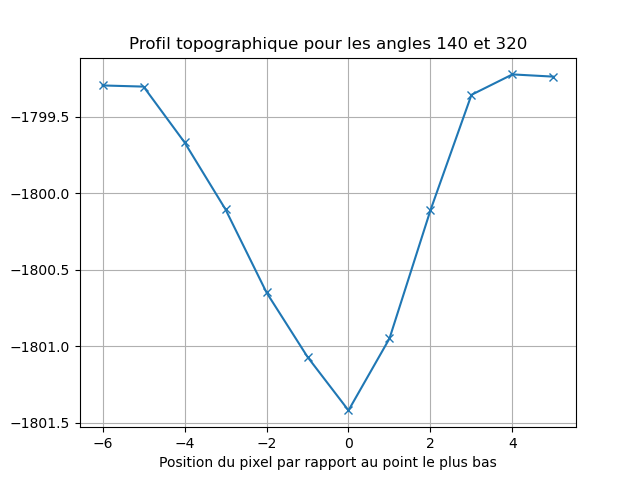 Profil topographique pour les angles 140 et 320
−1799.5
−1800.0
−1800.5
−1801.0
−1801.5
−6 −4 −2 0 2 4
Position du pixel par rapport au point le plus bas